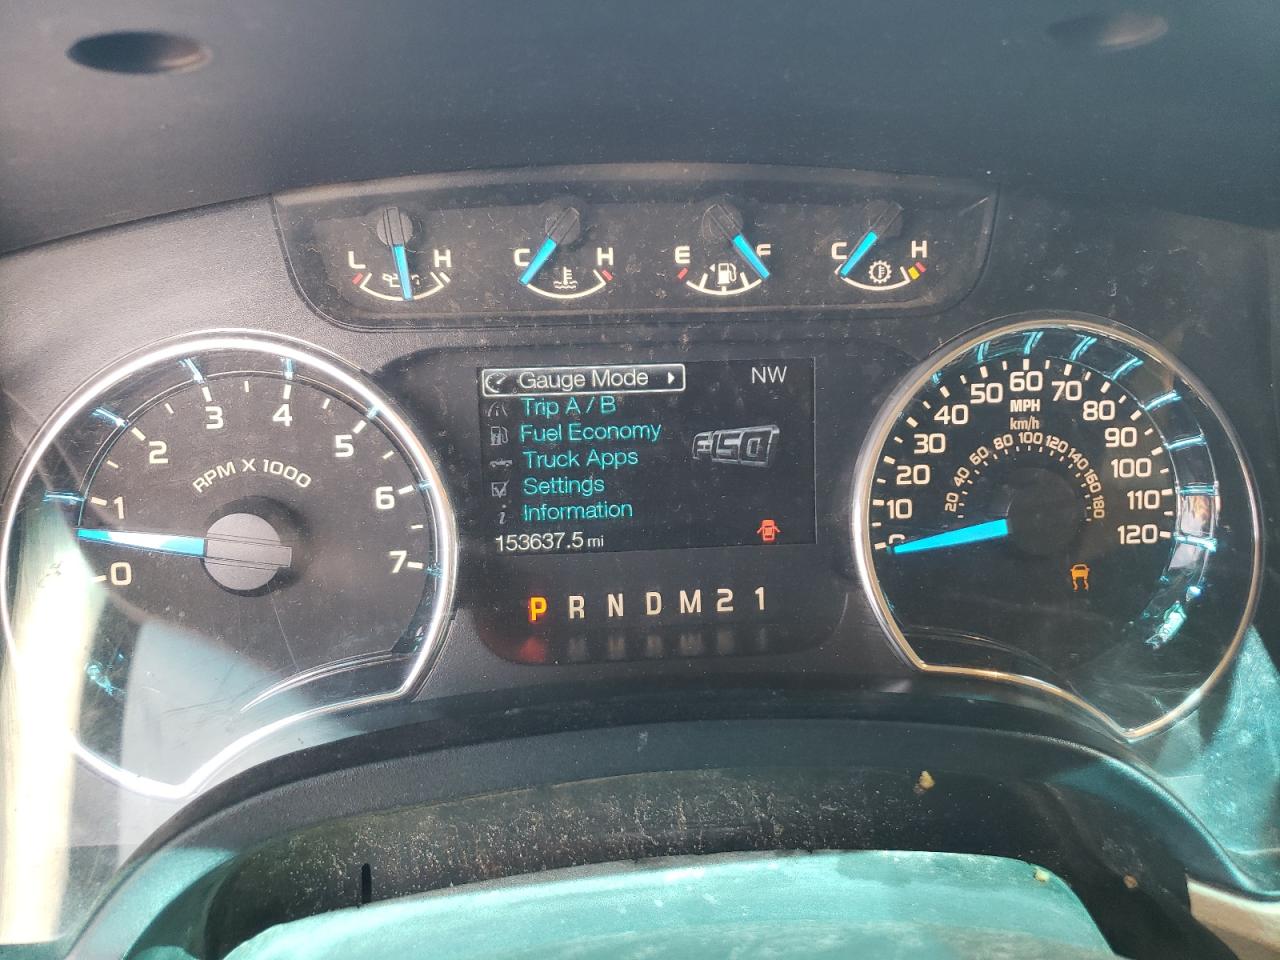 L H
C H
E F
C H
0 1 2 3 4 5 6 7
RPM X 1000
Gauge Mode
NW
Trip A / B
Fuel Economy
F-150
Truck Apps
Settings
i Information
153637.5 mi
P R N D M 2 1
0 10 20 30 40 50 60 70 80 90 100 110 120
MPH
km/h
20 40 60 80 100 120 140 160 180